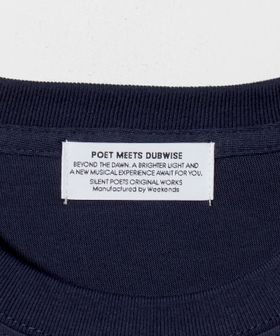 POET MEETS DUBWISE
BEYOND THE DAWN. A BRIGHTER LIGHT AND
A NEW MUSICAL EXPERIENCE AWAIT FOR YOU.
SILENT POETS ORIGINAL WORKS
Manufactured by Weekends